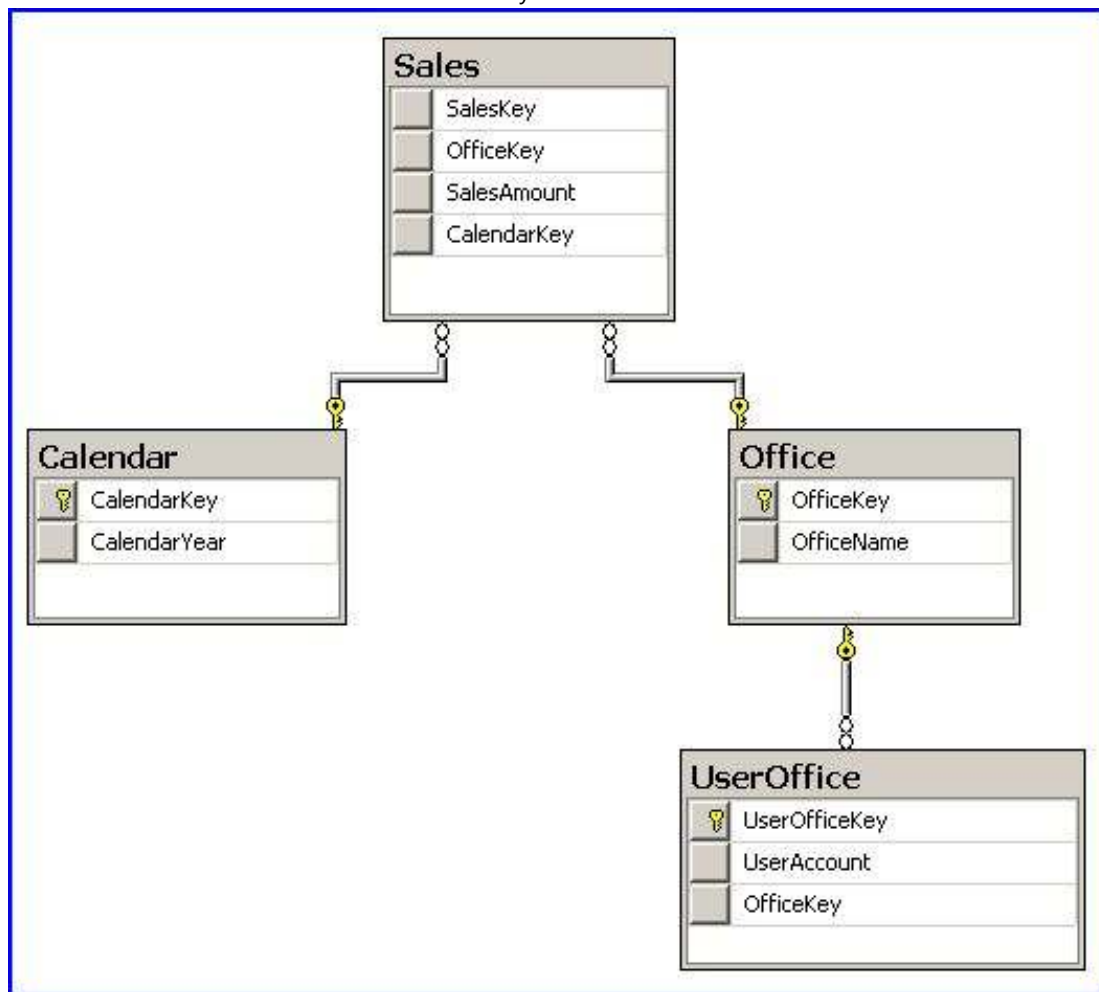 Sales
SalesKey
OfficeKey
SalesAmount
CalendarKey
Calendar
CalendarKey
CalendarYear
Office
OfficeKey
OfficeName
UserOffice
UserOfficeKey
UserAccount
OfficeKey